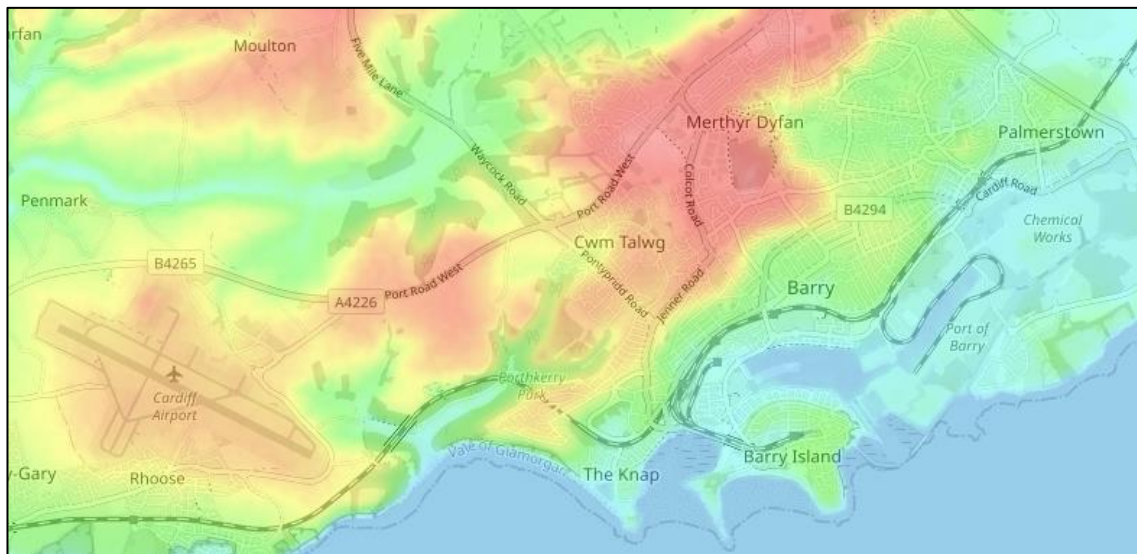 Moulton
Five Mile Lane
Merthyr Dyfan
Palmerstown
Waycock Road
Colcot Road
Cardiff Road
Penmark
Port Road West
B4294
Chemical
Works
Cwm Talwg
B4265
Pontypridd Road
Jenner Road
Barry
Port Road West
A4226
Port of
Barry
Porthkerry
Park
Cardiff
Airport
Vale of Glamorgan
Barry Island
The Knap
y-Gary
Rhoose